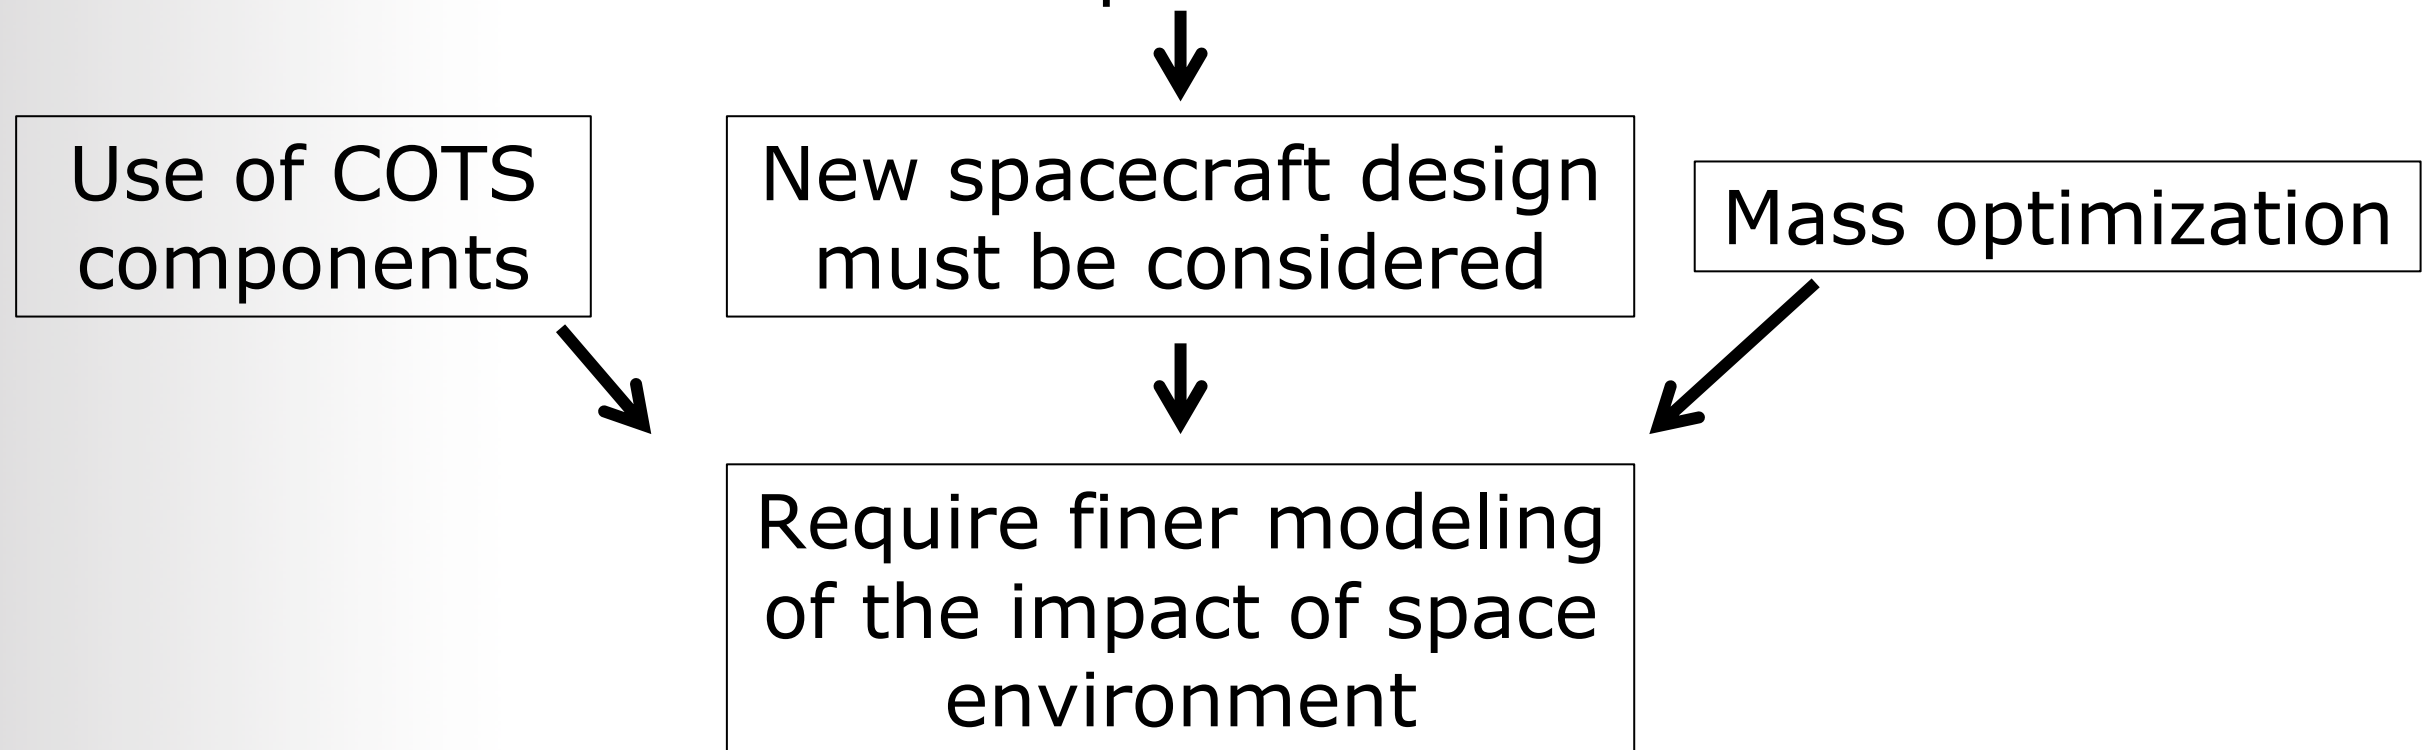 Use of COTS
components
New spacecraft design
must be considered
Mass optimization
Require finer modeling
of the impact of space
environment